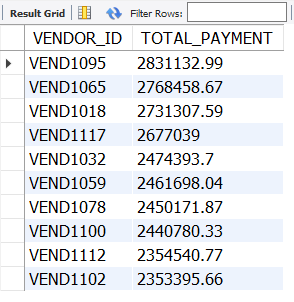 Result Grid Filter Rows:
VENDOR_ID TOTAL_PAYMENT
VEND1095 2831132.99
VEND1065 2768458.67
VEND1018 2731307.59
VEND1117 2677039
VEND1032 2474393.7
VEND1059 2461698.04
VEND1078 2450171.87
VEND1100 2440780.33
VEND1112 2354540.77
VEND1102 2353395.66